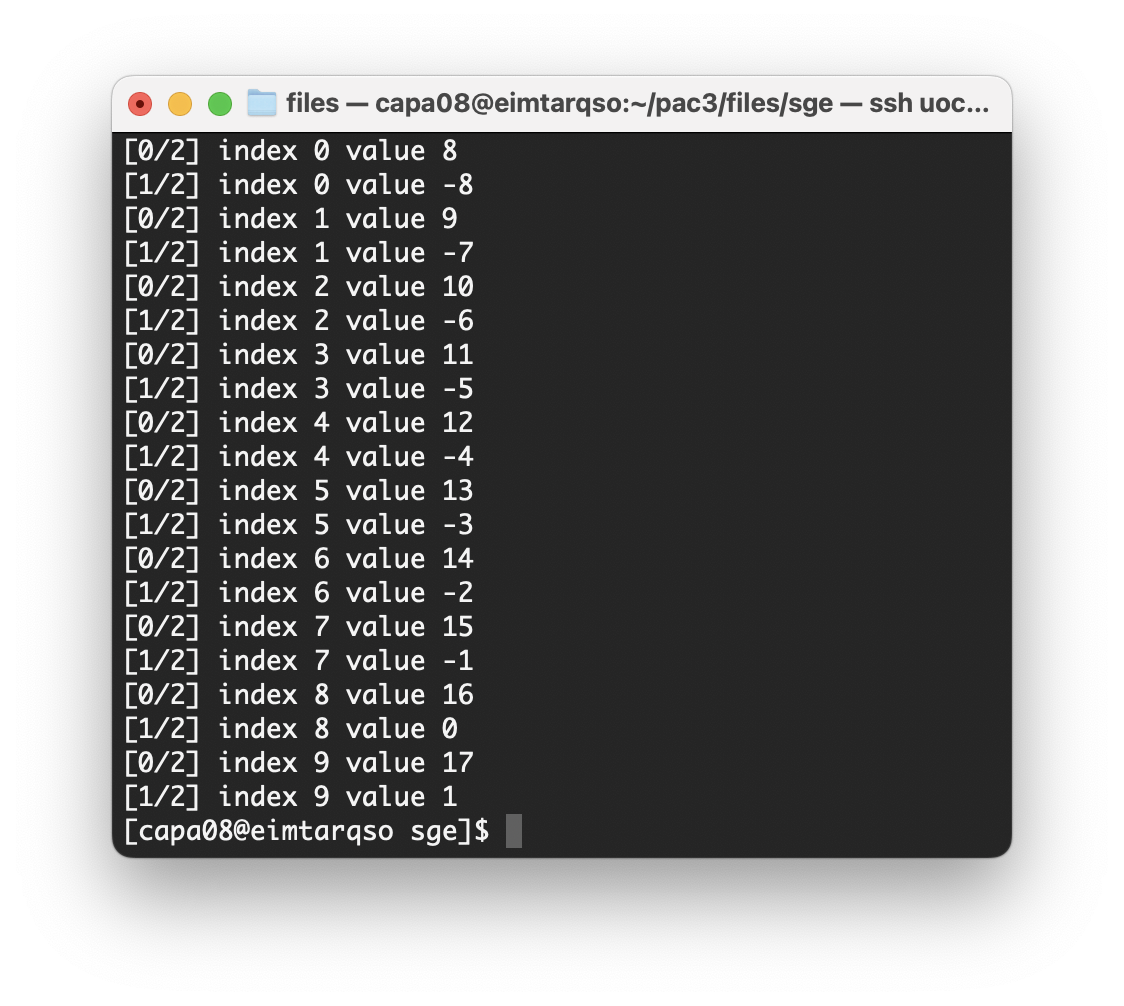 files — capa08@eimtarqso:~/pac3/files/sge — ssh uoc...
[0/2] index 0 value 8
[1/2] index 0 value -8
[0/2] index 1 value 9
[1/2] index 1 value -7
[0/2] index 2 value 10
[1/2] index 2 value -6
[0/2] index 3 value 11
[1/2] index 3 value -5
[0/2] index 4 value 12
[1/2] index 4 value -4
[0/2] index 5 value 13
[1/2] index 5 value -3
[0/2] index 6 value 14
[1/2] index 6 value -2
[0/2] index 7 value 15
[1/2] index 7 value -1
[0/2] index 8 value 16
[1/2] index 8 value 0
[0/2] index 9 value 17
[1/2] index 9 value 1
[capa08@eimtarqso sge]$